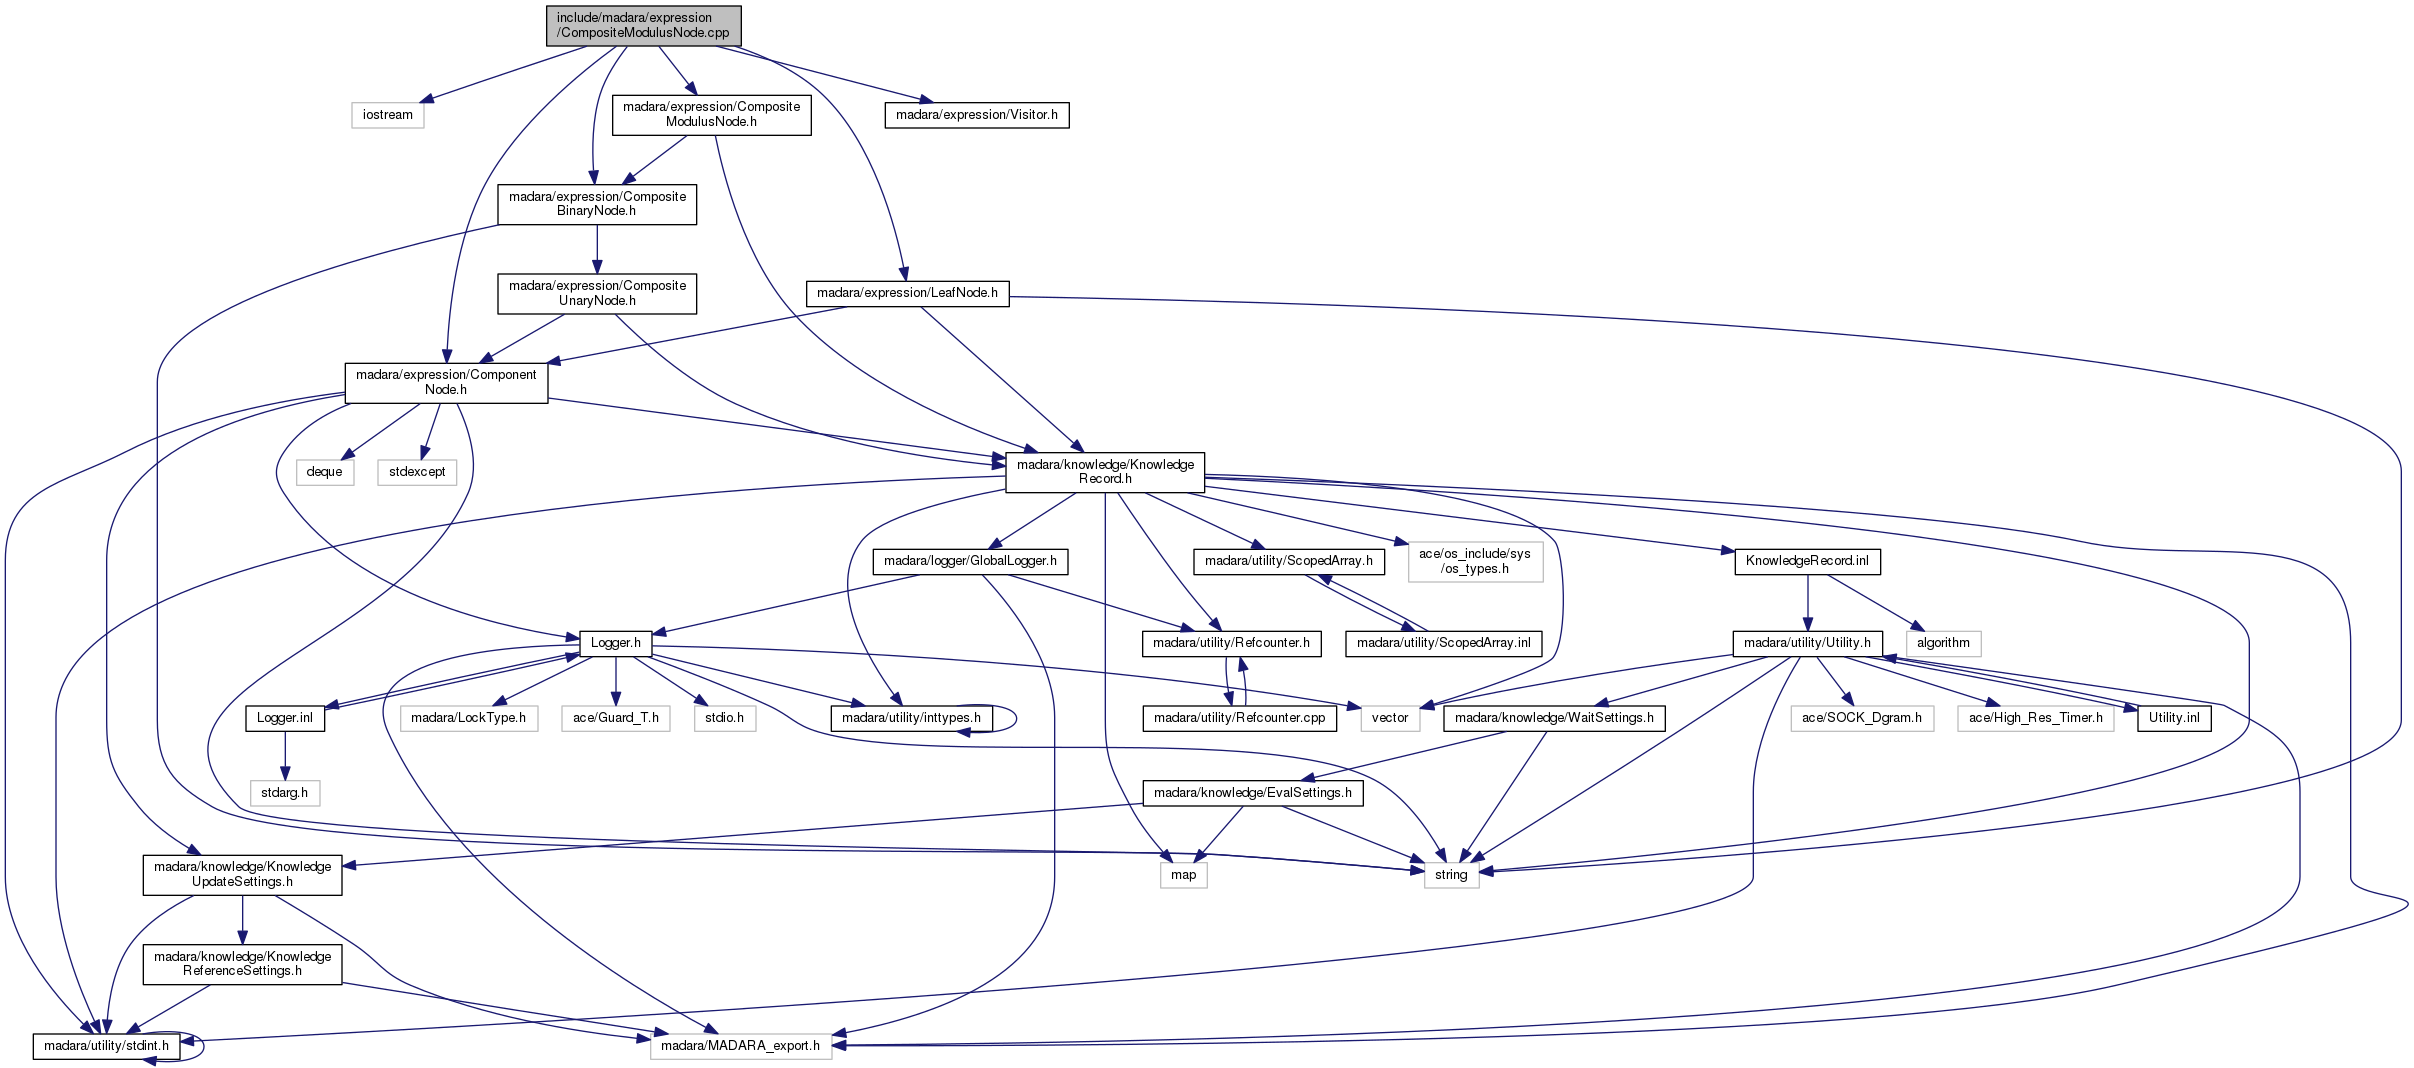 include/madara/expression
/CompositeModulusNode.cpp
iostream
madara/expression/Composite
ModulusNode.h
madara/expression/Visitor.h
madara/expression/Composite
BinaryNode.h
madara/expression/Composite
UnaryNode.h
madara/expression/LeafNode.h
madara/expression/Component
Node.h
deque
stdexcept
madara/knowledge/Knowledge
Record.h
madara/logger/GlobalLogger.h
madara/utility/ScopedArray.h
ace/os_include/sys
/os_types.h
KnowledgeRecord.inl
Logger.h
madara/utility/Refcounter.h
madara/utility/ScopedArray.inl
madara/utility/Utility.h
algorithm
Logger.inl
madara/LockType.h
ace/Guard_T.h
stdio.h
madara/utility/inttypes.h
madara/utility/Refcounter.cpp
vector
madara/knowledge/WaitSettings.h
ace/SOCK_Dgram.h
ace/High_Res_Timer.h
Utility.inl
stdarg.h
madara/knowledge/EvalSettings.h
madara/knowledge/Knowledge
UpdateSettings.h
map
string
madara/knowledge/Knowledge
ReferenceSettings.h
madara/utility/stdint.h
madara/MADARA_export.h